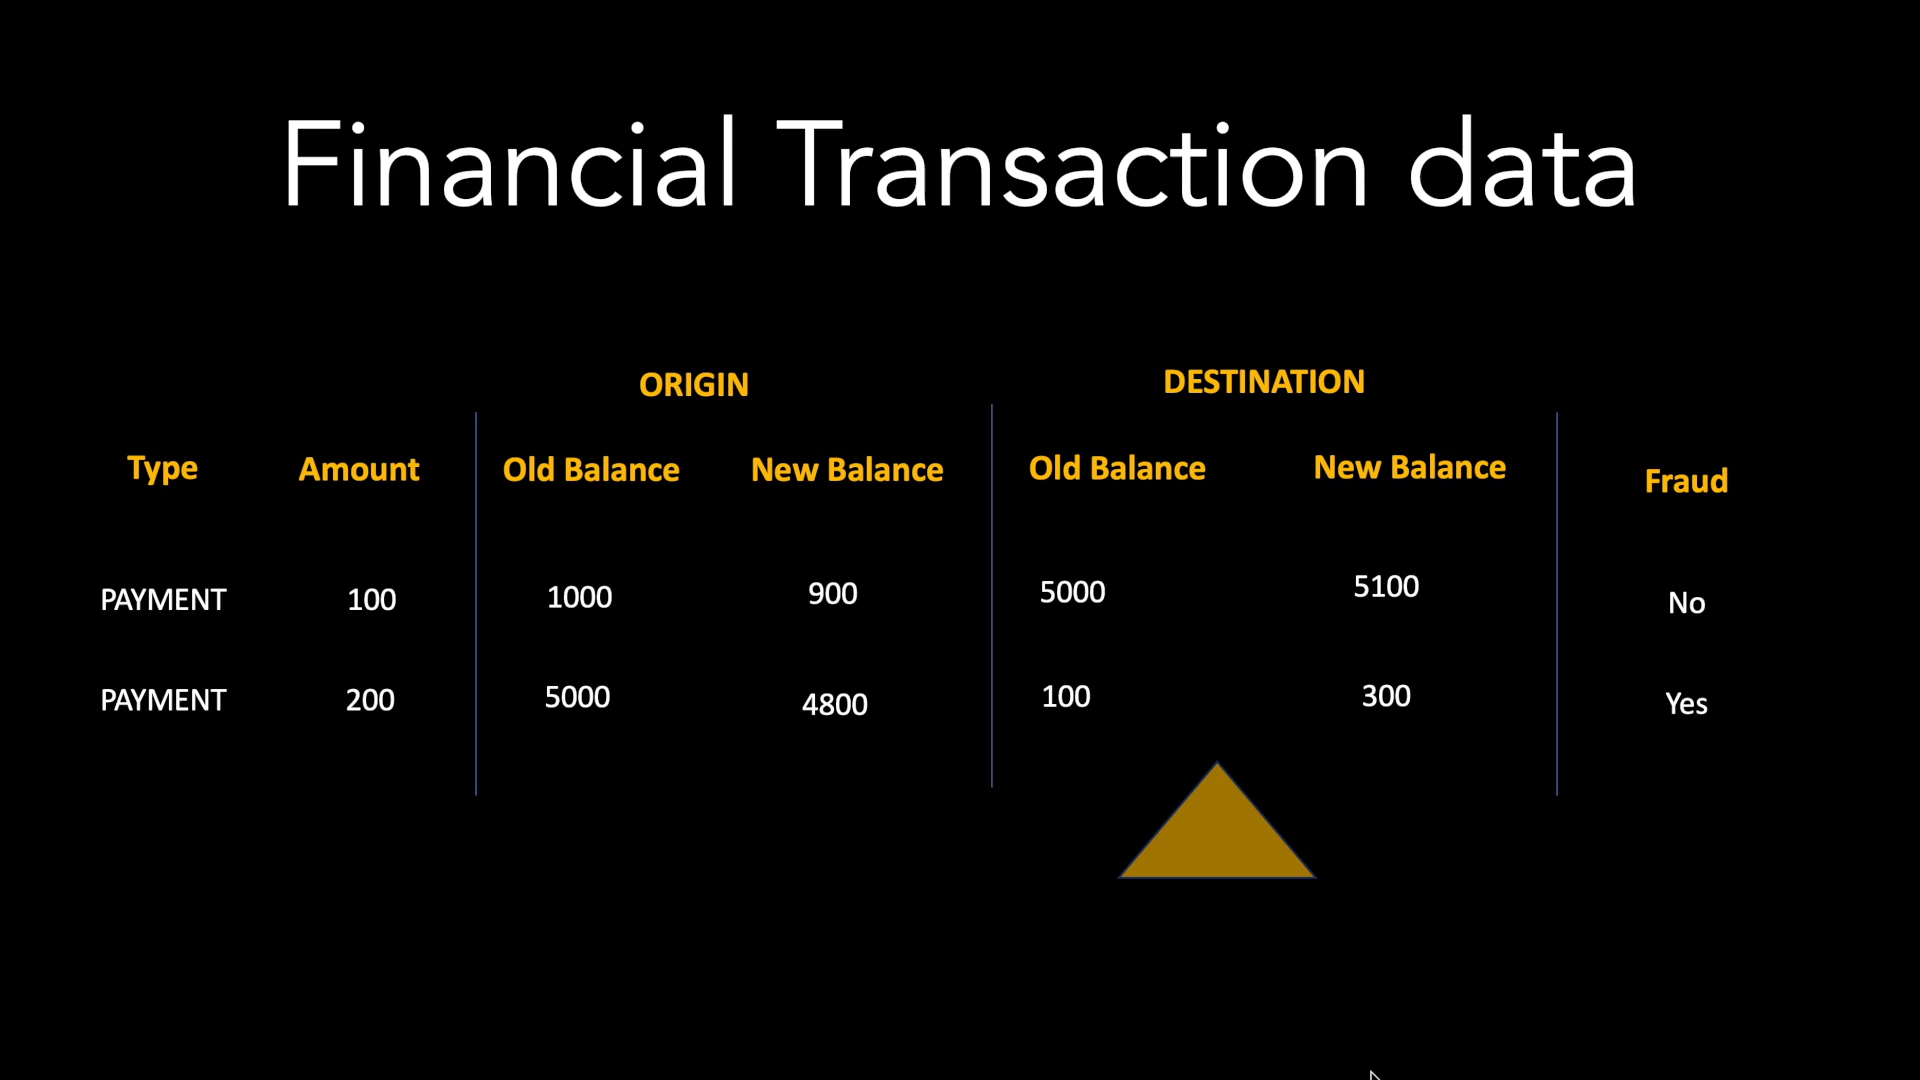 Financial Transaction data
ORIGIN DESTINATION
Type Amount Old Balance New Balance Old Balance New Balance Fraud
PAYMENT 100 1000 900 5000 5100 No
PAYMENT 200 5000 4800 100 300 Yes